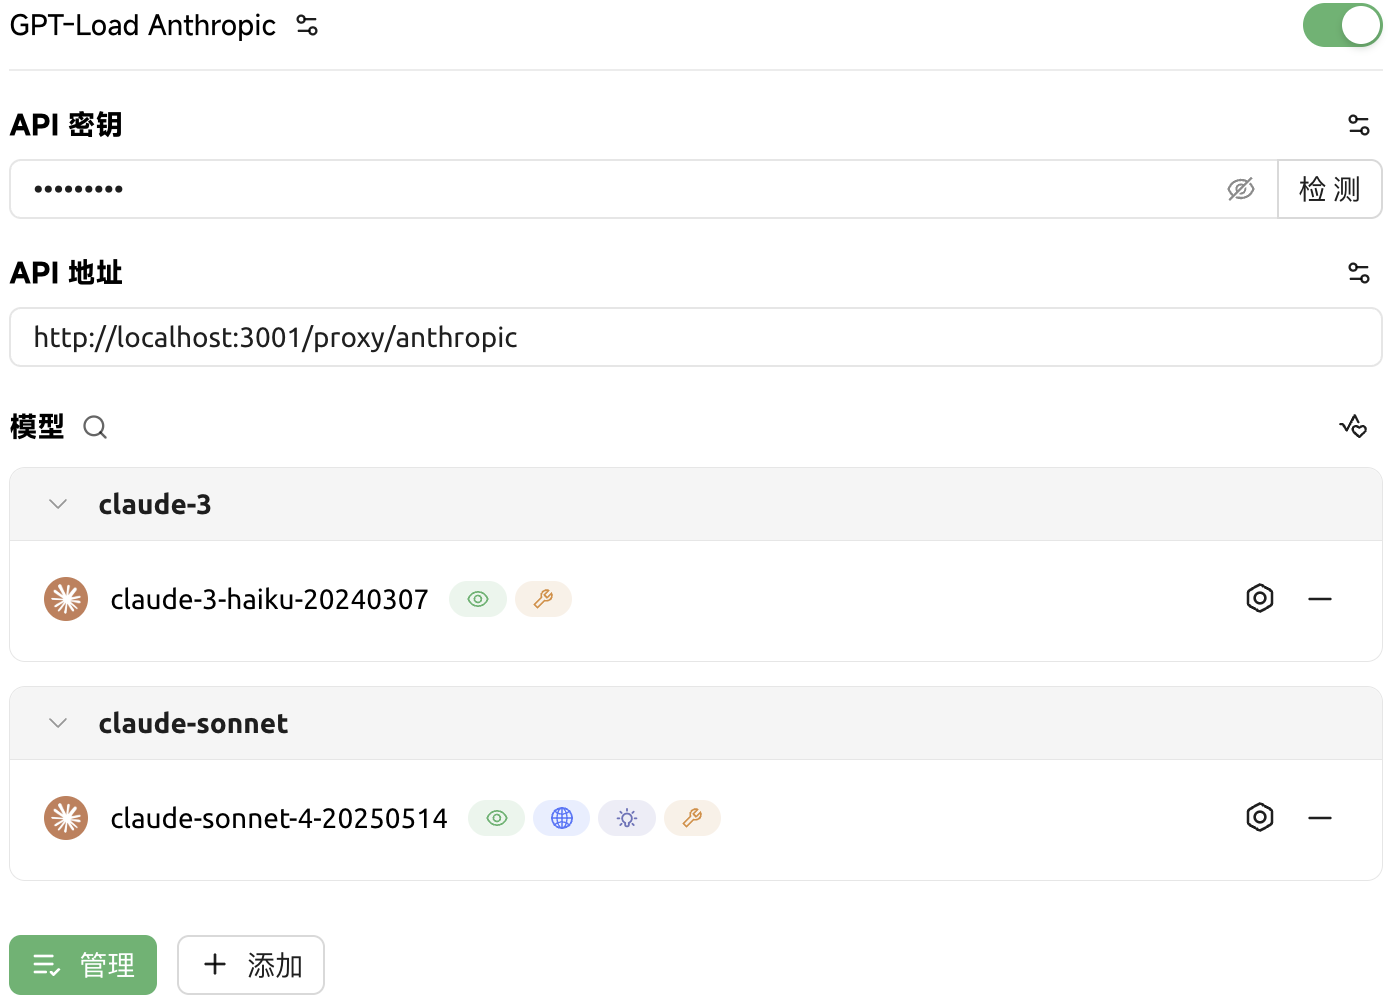 GPT-Load Anthropic
API 密钥
•••••••••
检 测
API 地址
http://localhost:3001/proxy/anthropic
模型
claude-3
claude-3-haiku-20240307
claude-sonnet
claude-sonnet-4-20250514
管理
添加